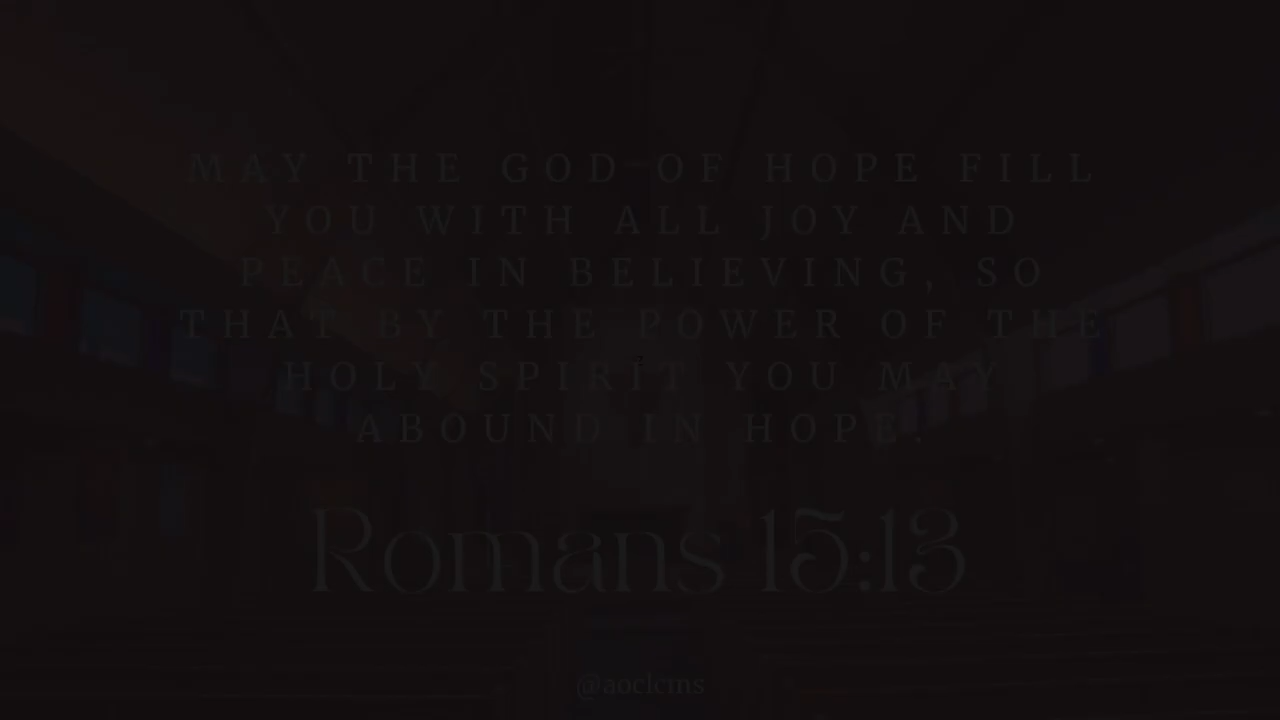 MAY THE GOD OF HOPE FILL
YOU WITH ALL JOY AND
PEACE IN BELIEVING, SO
THAT BY THE POWER OF THE
HOLY SPIRIT YOU MAY
ABOUND IN HOPE.
Romans 15:13
@aoclcms